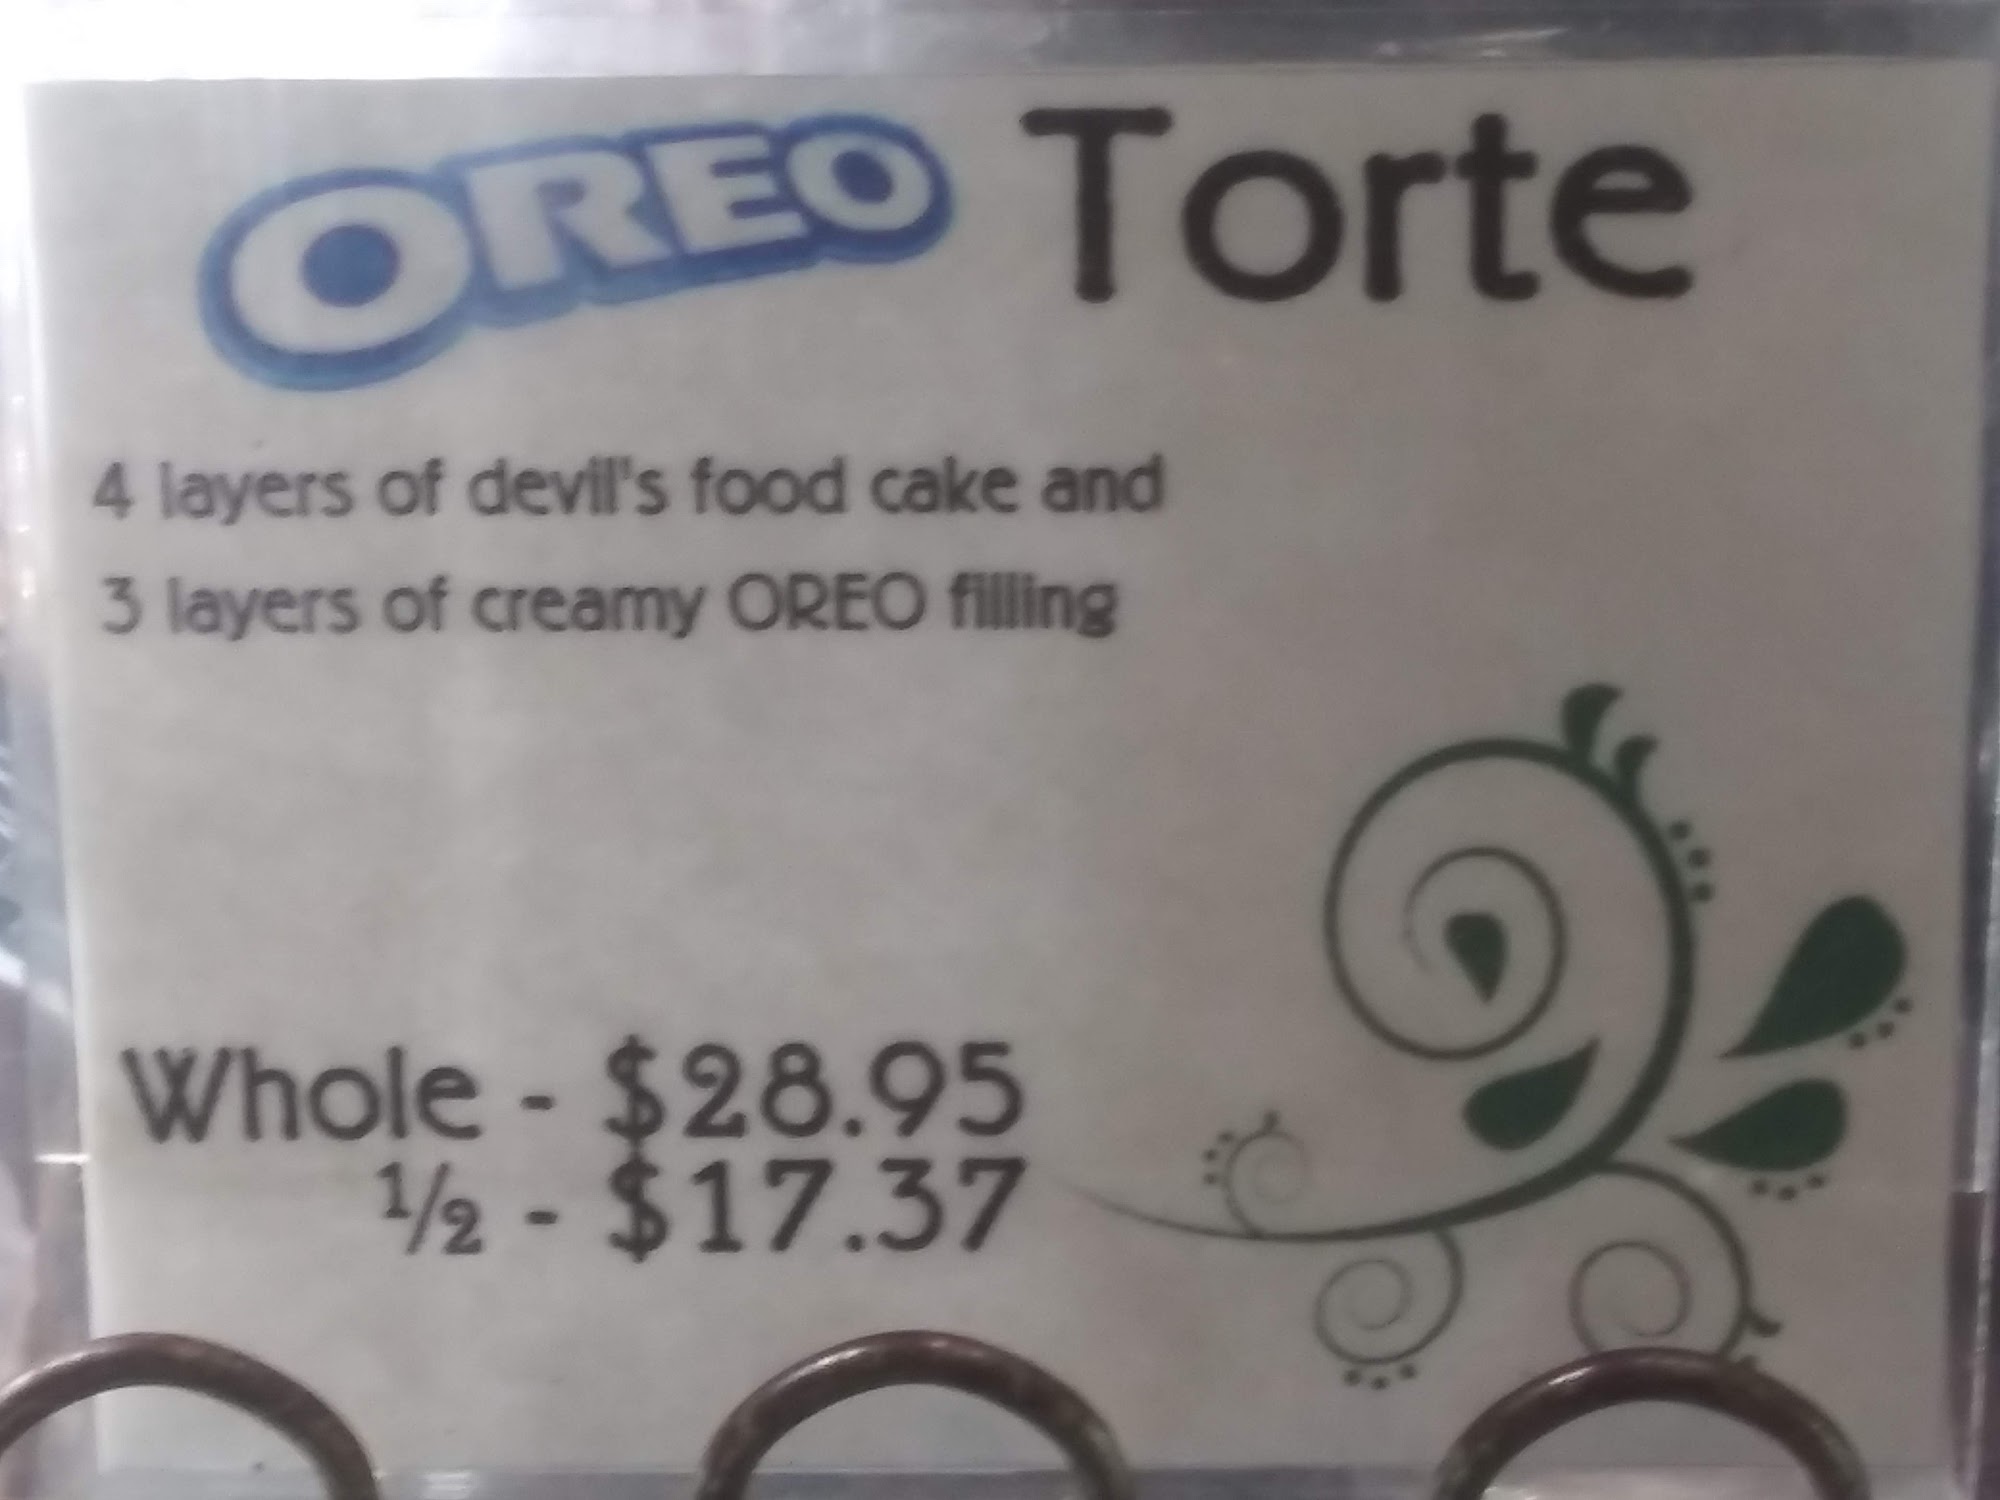 OREO Torte
4 layers of devil's food cake and
3 layers of creamy OREO filling
Whole - $28.95
½ - $17.37